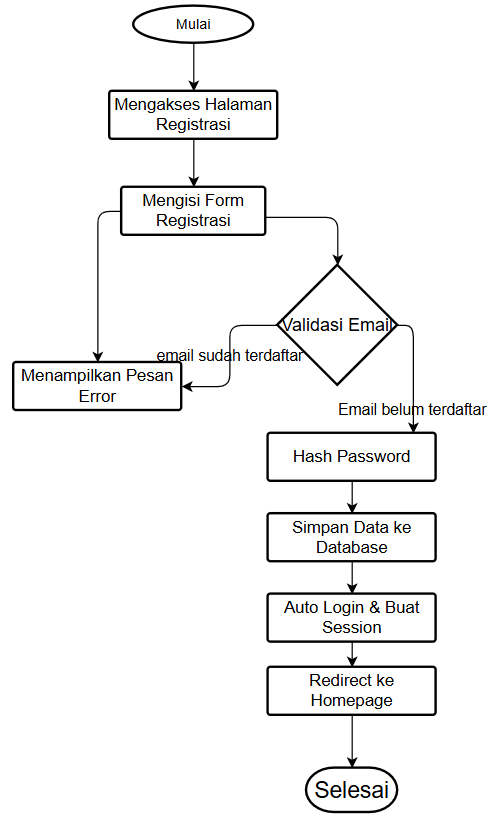 Mulai
Mengakses Halaman
Registrasi
Mengisi Form
Registrasi
Validasi Email
email sudah terdaftar
Menampilkan Pesan
Error
Email belum terdaftar
Hash Password
Simpan Data ke
Database
Auto Login & Buat
Session
Redirect ke
Homepage
Selesai